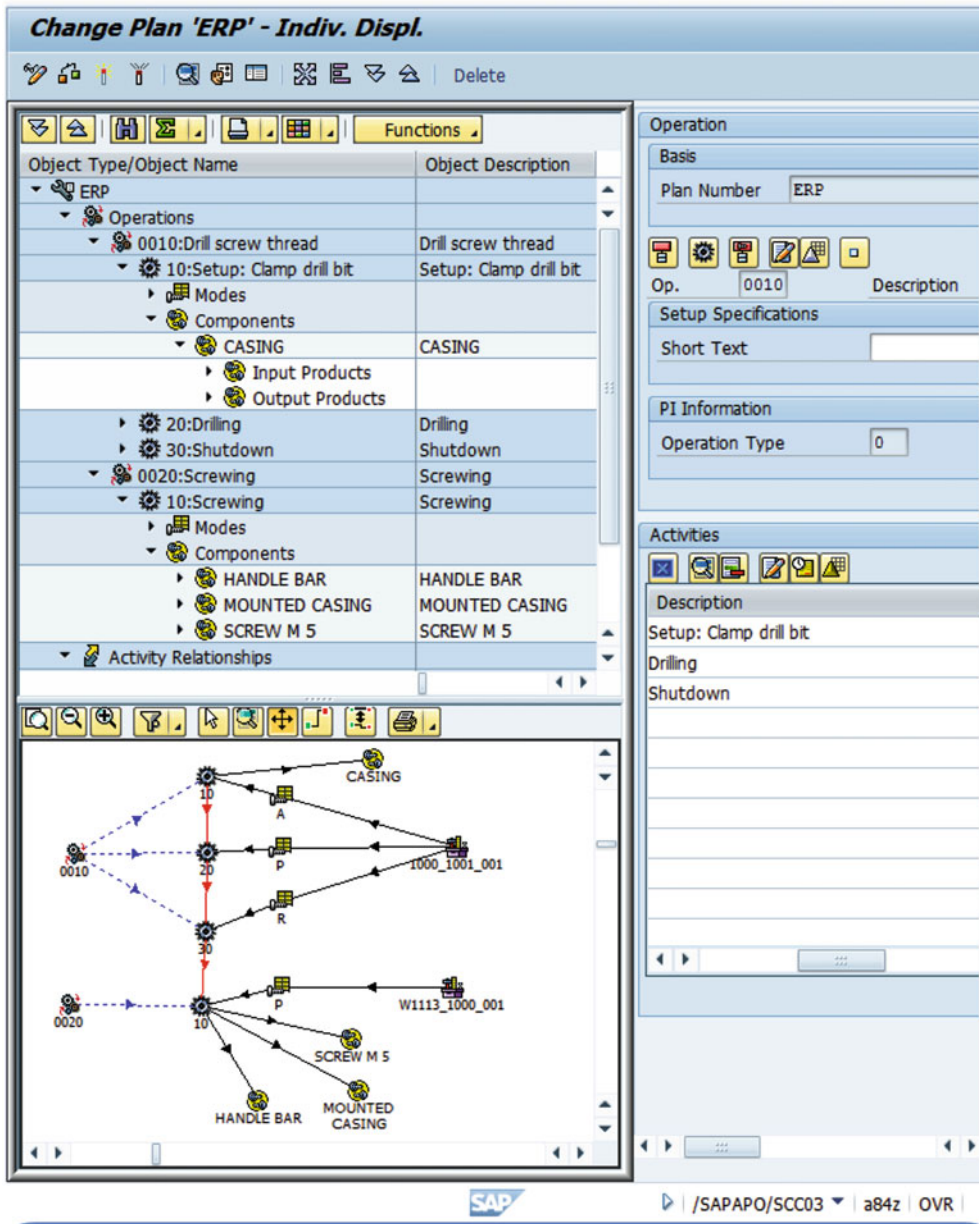 Change Plan 'ERP' - Indiv. Displ.
Delete
Functions
Object Type/Object Name Object Description
ERP
Operations
0010:Drill screw thread Drill screw thread
10:Setup: Clamp drill bit Setup: Clamp drill bit
Modes
Components
CASING CASING
Input Products
Output Products
20:Drilling Drilling
30:Shutdown Shutdown
0020:Screwing Screwing
10:Screwing Screwing
Modes
Components
HANDLE BAR HANDLE BAR
MOUNTED CASING MOUNTED CASING
SCREW M 5 SCREW M 5
Activity Relationships
CASING
10
A
0010
20
P
1000_1001_001
R
30
P
W1113_1000_001
0020
10
SCREW M 5
HANDLE BAR
MOUNTED
CASING
Operation
Basis
Plan Number ERP
Op. 0010 Description
Setup Specifications
Short Text
PI Information
Operation Type 0
Activities
Description
Setup: Clamp drill bit
Drilling
Shutdown
SAP
/SAPAPO/SCC03 a84z OVR